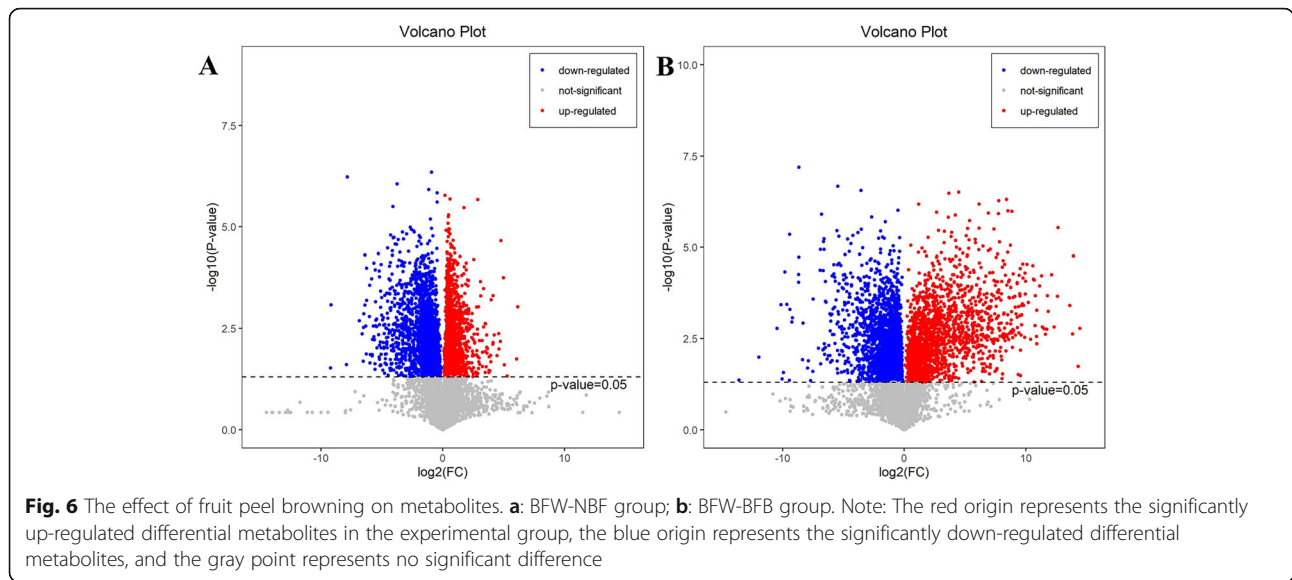 Volcano Plot
A
down-regulated
not-significant
up-regulated
-log10(P-value)
7.5
5.0
2.5
0.0
p-value=0.05
-10
0
10
log2(FC)
Volcano Plot
B
down-regulated
not-significant
up-regulated
-log10(P-value)
10.0
7.5
5.0
2.5
0.0
p-value=0.05
-10
0
10
log2(FC)
Fig. 6 The effect of fruit peel browning on metabolites. a: BFW-NBF group; b: BFW-BFB group. Note: The red origin represents the significantly
up-regulated differential metabolites in the experimental group, the blue origin represents the significantly down-regulated differential
metabolites, and the gray point represents no significant difference